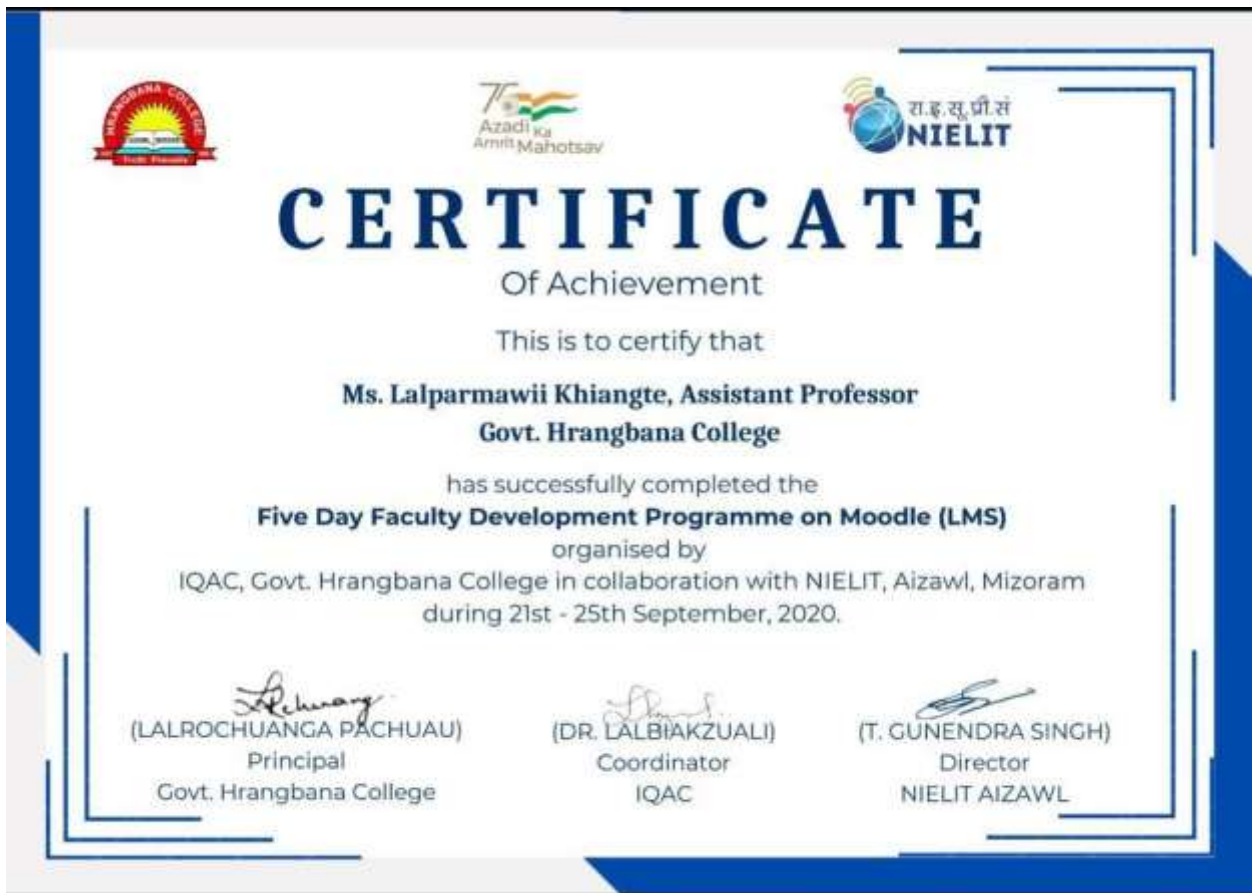 HRANGBANA COLLEGE
75
Azadi Ka
Amrit Mahotsav
रा.इ.सू.प्रौ.सं
NIELIT
CERTIFICATE
Of Achievement
This is to certify that
Ms. Lalparmawii Khiangte, Assistant Professor
Govt. Hrangbana College
has successfully completed the
Five Day Faculty Development Programme on Moodle (LMS)
organised by
IQAC, Govt. Hrangbana College in collaboration with NIELIT, Aizawl, Mizoram
during 21st - 25th September, 2020.
(LALROCHUANGA PACHUAU)
Principal
Govt. Hrangbana College
(DR. LALBIAKZUALI)
Coordinator
IQAC
(T. GUNENDRA SINGH)
Director
NIELIT AIZAWL